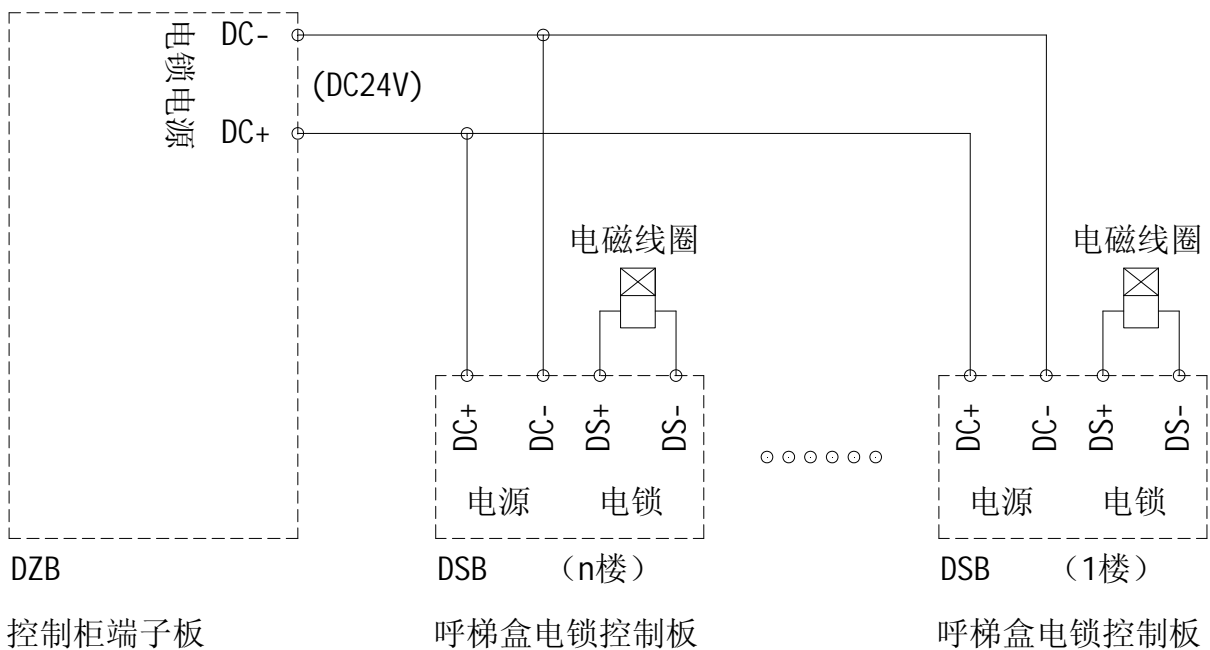 电锁电源
DC-
(DC24V)
DC+
电磁线圈
电磁线圈
DC+ DC- DS+ DS-
DC+ DC- DS+ DS-
电源 电锁
电源 电锁
DZB
DSB （n楼）
DSB （1楼）
控制柜端子板
呼梯盒电锁控制板
呼梯盒电锁控制板